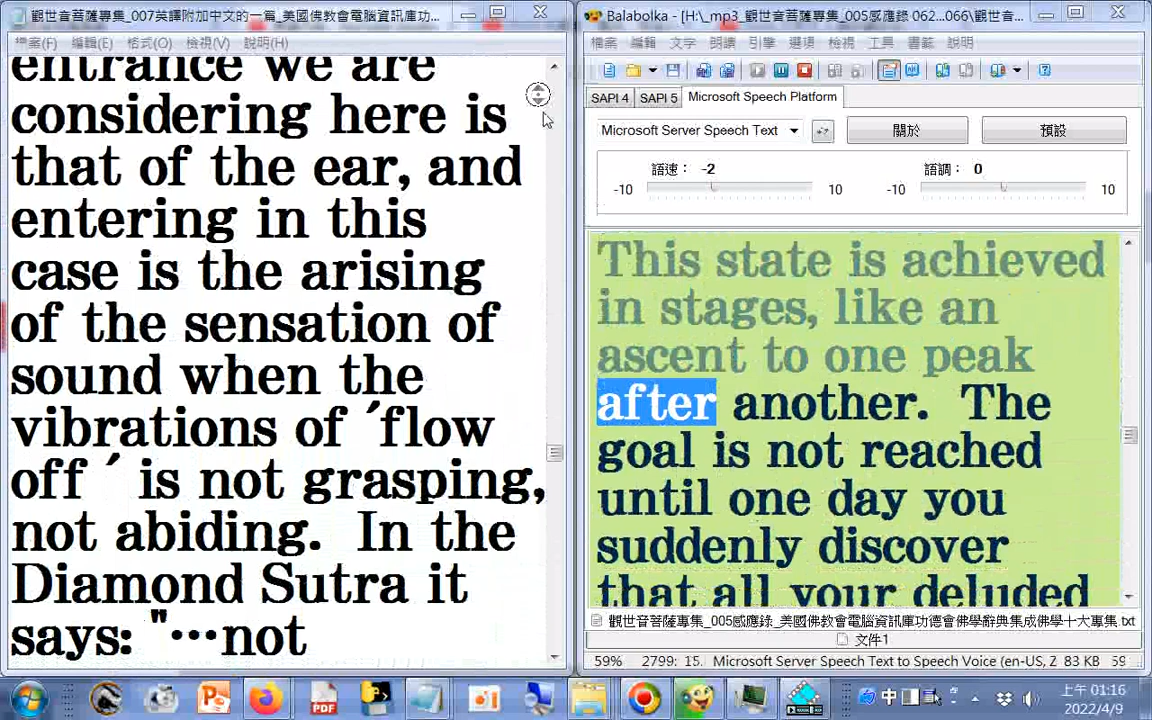 觀世音菩薩專集_007英譯附加中文的一篇_美國佛教會電腦資訊庫功...
檔案(F) 編輯(E) 格式(O) 檢視(V) 說明(H)
entrance we are
considering here is
that of the ear, and
entering in this
case is the arising
of the sensation of
sound when the
vibrations of ´flow
off ´ is not grasping,
not abiding.  In the
Diamond Sutra it
says: "…not
Balabolka - [H:\_mp3_觀世音菩薩專集_005感應錄 062...066\觀世音...
檔案 編輯 文字 朗讀 引擎 選項 檢視 工具 書籤 說明
SAPI 4 SAPI 5 Microsoft Speech Platform
Microsoft Server Speech Text 關於 預設
語速： -2 語調： 0
-10 10 -10 10
This state is achieved
in stages, like an
ascent to one peak
after another.  The
goal is not reached
until one day you
suddenly discover
that all your deluded
觀世音菩薩專集_005感應錄_美國佛教會電腦資訊庫功德會佛學辭典集成佛學十大專集 txt
文件1
59% 2799: 15. Microsoft Server Speech Text to Speech Voice (en-US, Z 83 KB 59
中 上午 01:16
2022/4/9